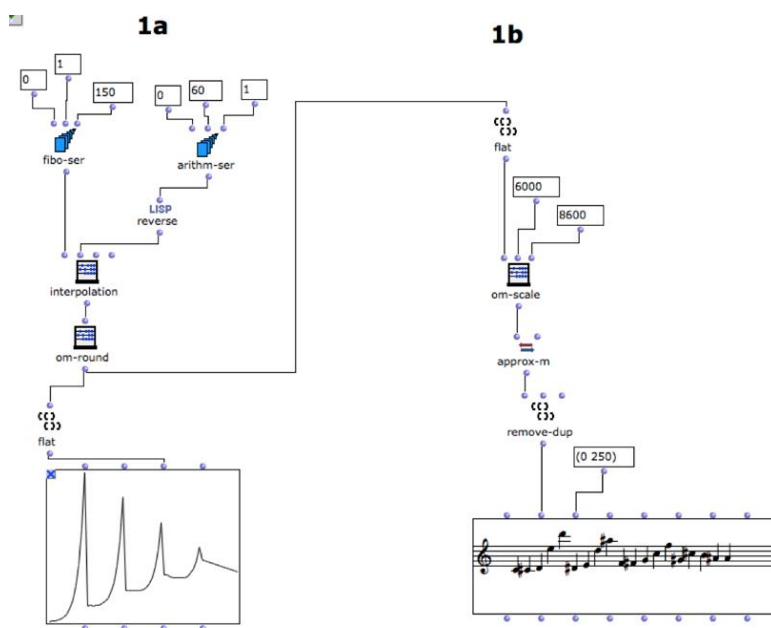 1a
0
1
150
0
60
1
fibo-ser
arithm-ser
LISP
reverse
interpolation
om-round
flat
1b
flat
6000
8600
om-scale
approx-m
remove-dup
(0 250)